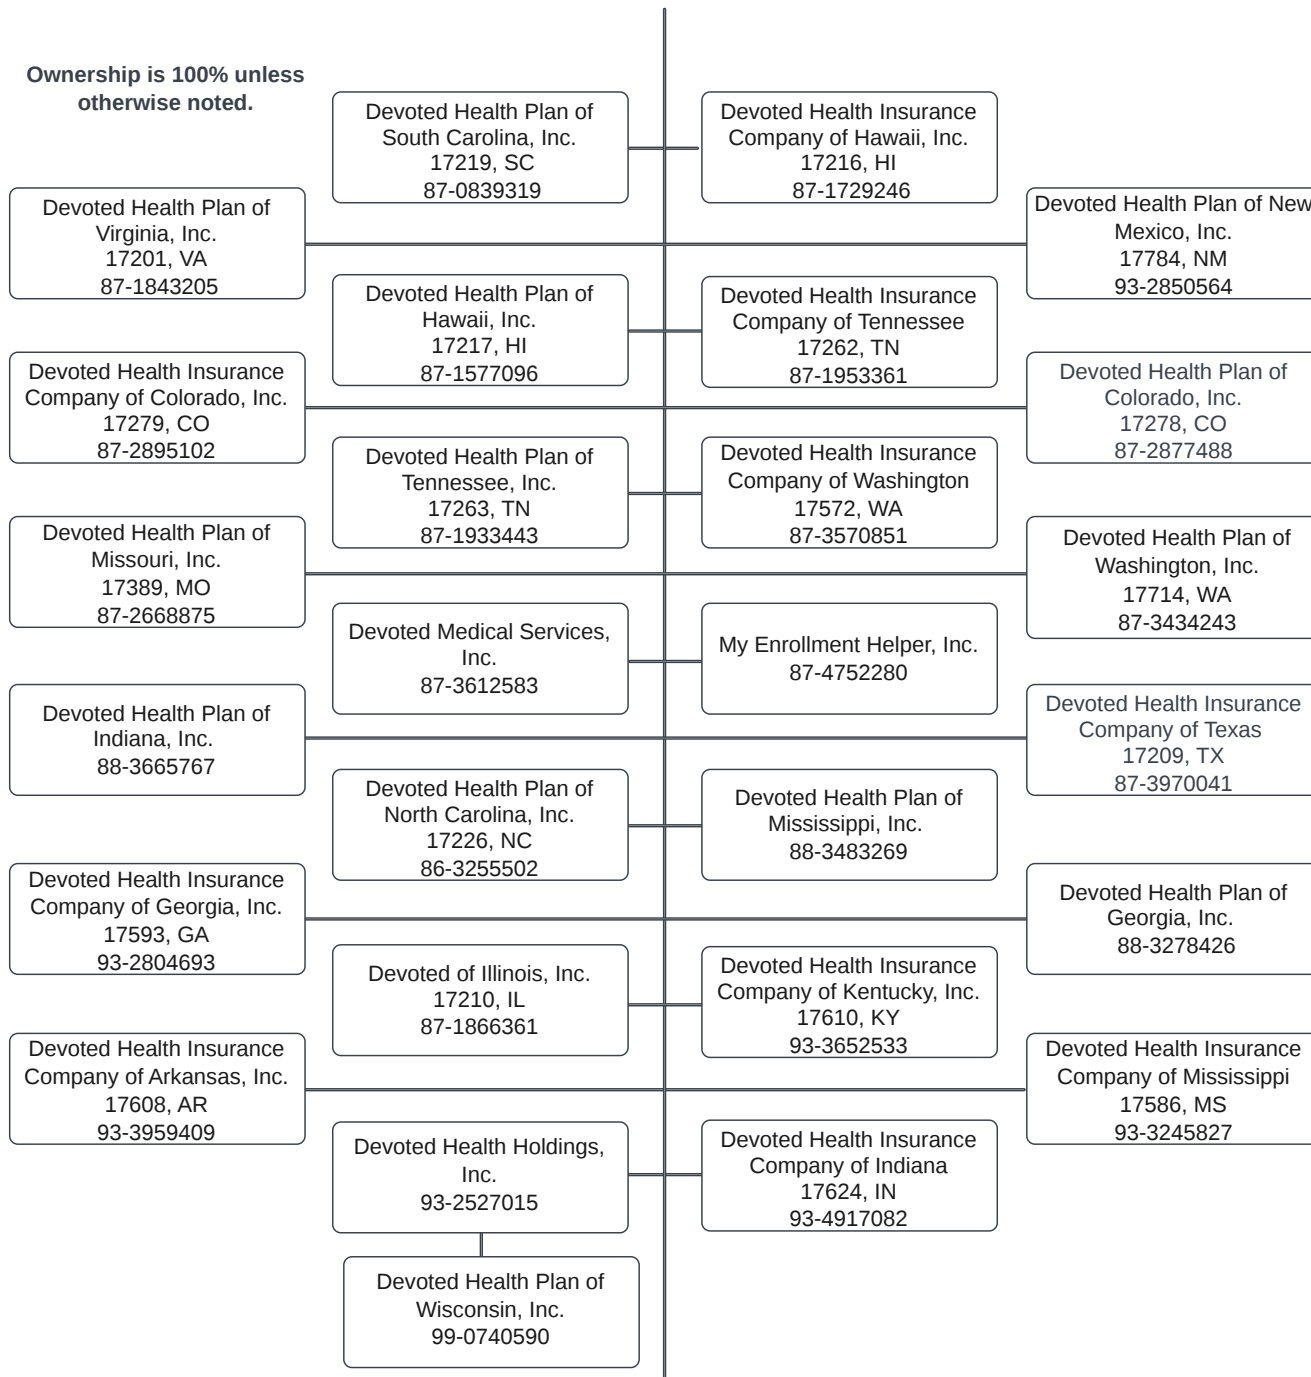 Ownership is 100% unless
otherwise noted.
Devoted Health Plan of
South Carolina, Inc.
17219, SC
87-0839319
Devoted Health Insurance
Company of Hawaii, Inc.
17216, HI
87-1729246
Devoted Health Plan of
Virginia, Inc.
17201, VA
87-1843205
Devoted Health Plan of New
Mexico, Inc.
17784, NM
93-2850564
Devoted Health Plan of
Hawaii, Inc.
17217, HI
87-1577096
Devoted Health Insurance
Company of Tennessee
17262, TN
87-1953361
Devoted Health Insurance
Company of Colorado, Inc.
17279, CO
87-2895102
Devoted Health Plan of
Colorado, Inc.
17278, CO
87-2877488
Devoted Health Plan of
Tennessee, Inc.
17263, TN
87-1933443
Devoted Health Insurance
Company of Washington
17572, WA
87-3570851
Devoted Health Plan of
Missouri, Inc.
17389, MO
87-2668875
Devoted Health Plan of
Washington, Inc.
17714, WA
87-3434243
Devoted Medical Services,
Inc.
87-3612583
My Enrollment Helper, Inc.
87-4752280
Devoted Health Plan of
Indiana, Inc.
88-3665767
Devoted Health Insurance
Company of Texas
17209, TX
87-3970041
Devoted Health Plan of
North Carolina, Inc.
17226, NC
86-3255502
Devoted Health Plan of
Mississippi, Inc.
88-3483269
Devoted Health Insurance
Company of Georgia, Inc.
17593, GA
93-2804693
Devoted Health Plan of
Georgia, Inc.
88-3278426
Devoted of Illinois, Inc.
17210, IL
87-1866361
Devoted Health Insurance
Company of Kentucky, Inc.
17610, KY
93-3652533
Devoted Health Insurance
Company of Arkansas, Inc.
17608, AR
93-3959409
Devoted Health Insurance
Company of Mississippi
17586, MS
93-3245827
Devoted Health Holdings,
Inc.
93-2527015
Devoted Health Insurance
Company of Indiana
17624, IN
93-4917082
Devoted Health Plan of
Wisconsin, Inc.
99-0740590